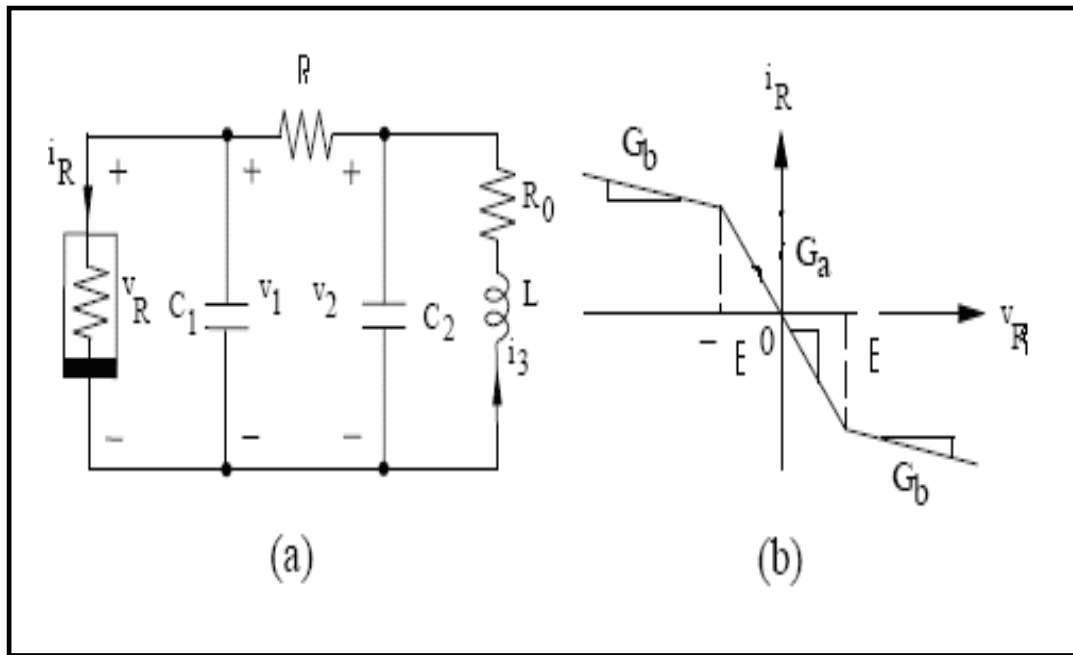 R
i_R
+
+
+
R_0
v_R
C_1
v_1
v_2
C_2
L
i_3
−
−
−
(a)
i_R
G_b
G_a
v_R
− E
0
E
G_b
(b)